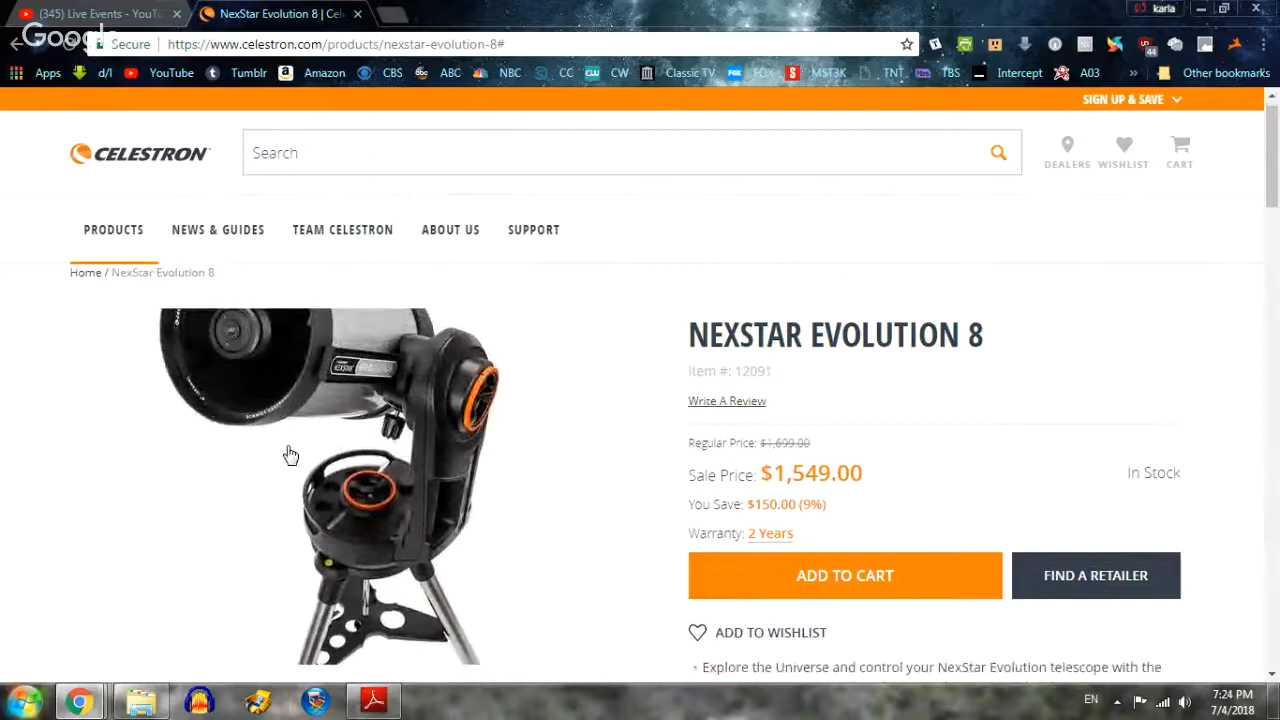 (345) Live Events - YouT
NexStar Evolution 8 | Cel
karla
Google
Secure
https://www.celestron.com/products/nexstar-evolution-8#
44
Apps
d/l
YouTube
Tumblr
Amazon
CBS
ABC
NBC
CC
CW
Classic TV
FOX
MST3K
TNT
TBS
Intercept
A03
Other bookmarks
SIGN UP & SAVE
CELESTRON
Search
DEALERS
WISHLIST
CART
PRODUCTS
NEWS & GUIDES
TEAM CELESTRON
ABOUT US
SUPPORT
Home / NexStar Evolution 8
NEXSTAR EVOLUTION 8
Item #: 12091
Write A Review
Regular Price: $1,699.00
Sale Price: $1,549.00
In Stock
You Save: $150.00 (9%)
Warranty: 2 Years
ADD TO CART
FIND A RETAILER
ADD TO WISHLIST
* Explore the Universe and control your NexStar Evolution telescope with the
EN
7:24 PM
7/4/2018